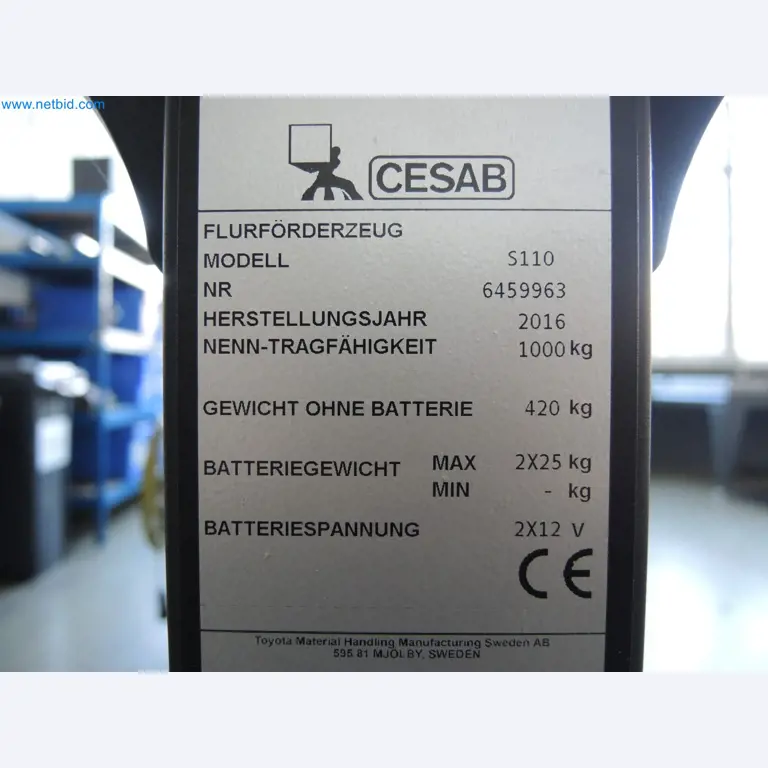 www.netbid.com
CESAB
FLURFÖRDERZEUG
MODELL S110
NR 6459963
HERSTELLUNGSJAHR 2016
NENN-TRAGFÄHIGKEIT 1000 kg
GEWICHT OHNE BATTERIE 420 kg
BATTERIEGEWICHT MAX 2X25 kg
MIN - kg
BATTERIESPANNUNG 2X12 V
CE
Toyota Material Handling Manufacturing Sweden AB
595 81 MJÖLBY, SWEDEN